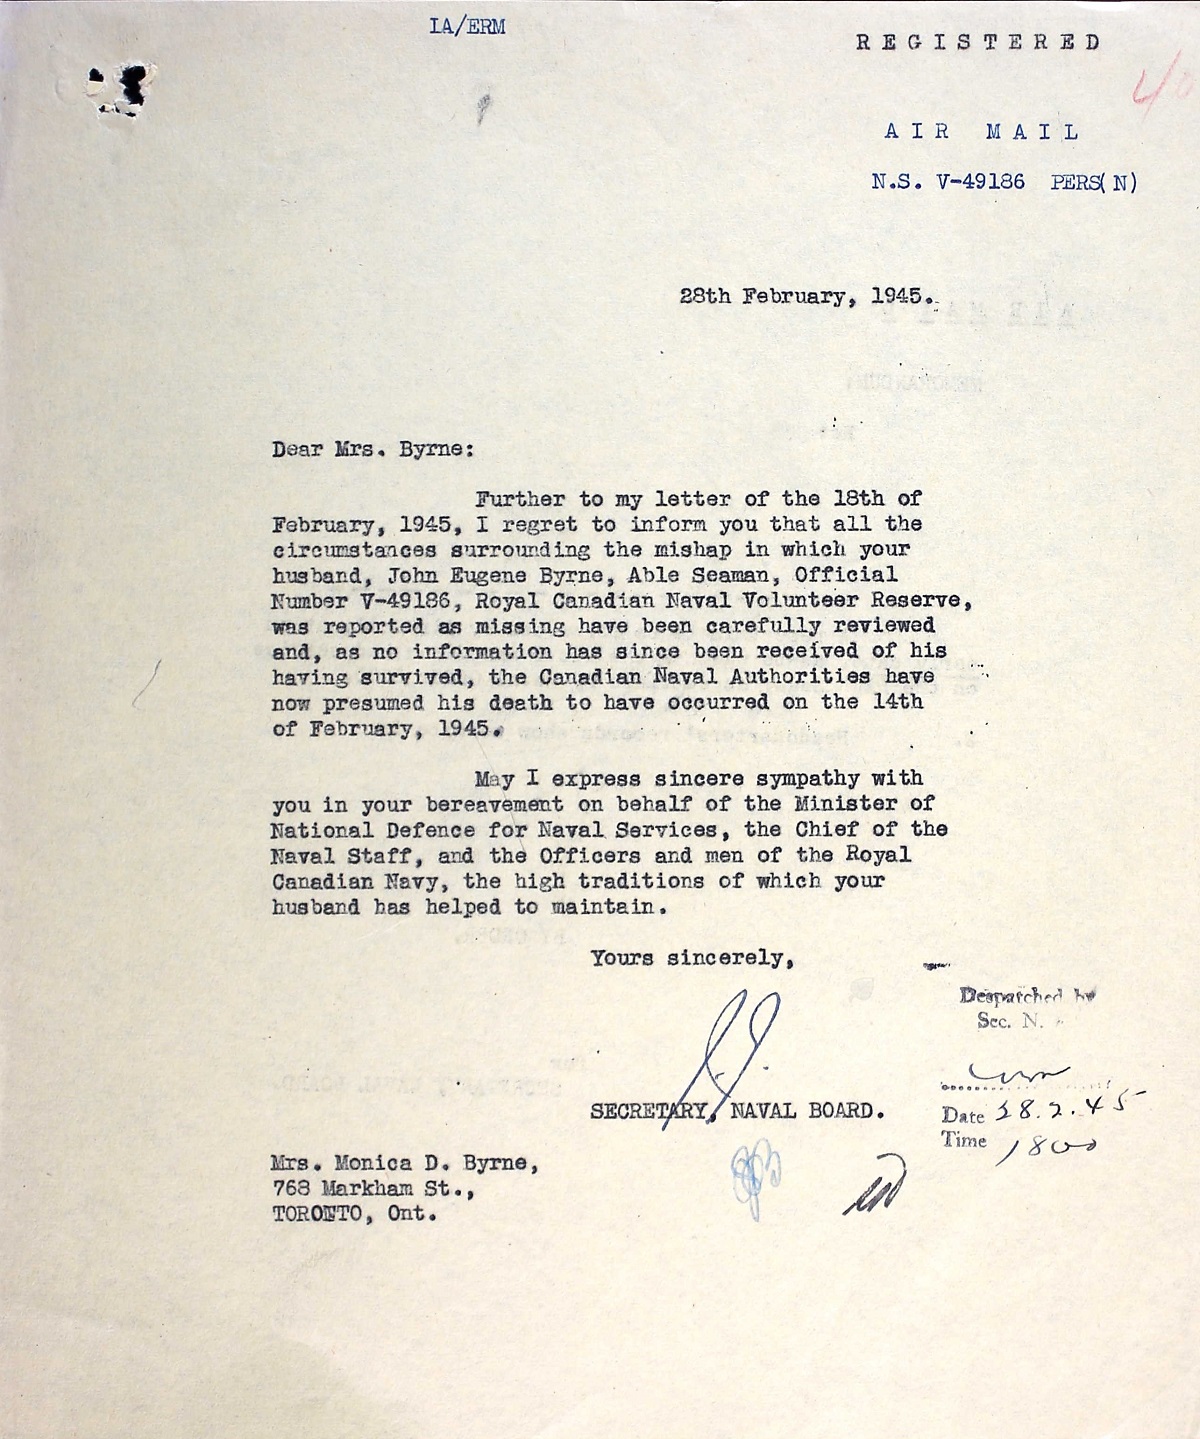 IA/ERM
REGISTERED
40
AIR MAIL
N.S. V-49186 PERS(N)
28th February, 1945.
Dear Mrs. Byrne:
Further to my letter of the 18th of
February, 1945, I regret to inform you that all the
circumstances surrounding the mishap in which your
husband, John Eugene Byrne, Able Seaman, Official
Number V-49186, Royal Canadian Naval Volunteer Reserve,
was reported as missing have been carefully reviewed
and, as no information has since been received of his
having survived, the Canadian Naval Authorities have
now presumed his death to have occurred on the 14th
of February, 1945.
May I express sincere sympathy with
you in your bereavement on behalf of the Minister of
National Defence for Naval Services, the Chief of the
Naval Staff, and the Officers and men of the Royal
Canadian Navy, the high traditions of which your
husband has helped to maintain.
Yours sincerely,
Despatched by
Sec. N.
SECRETARY, NAVAL BOARD.
Date 28.2.45
Time 1800
Mrs. Monica D. Byrne,
768 Markham St.,
TORONTO, Ont.